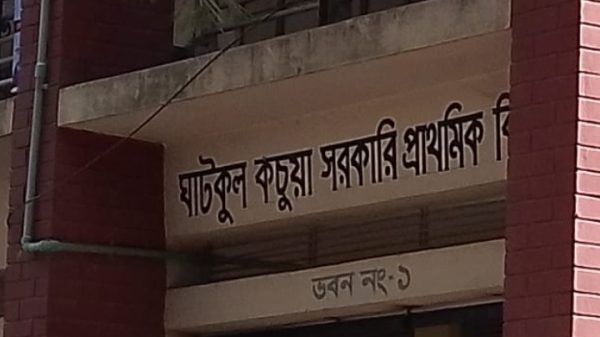 ঘাটকুল কচুয়া সরকারি প্রাথমিক বি
ভবন নং-১